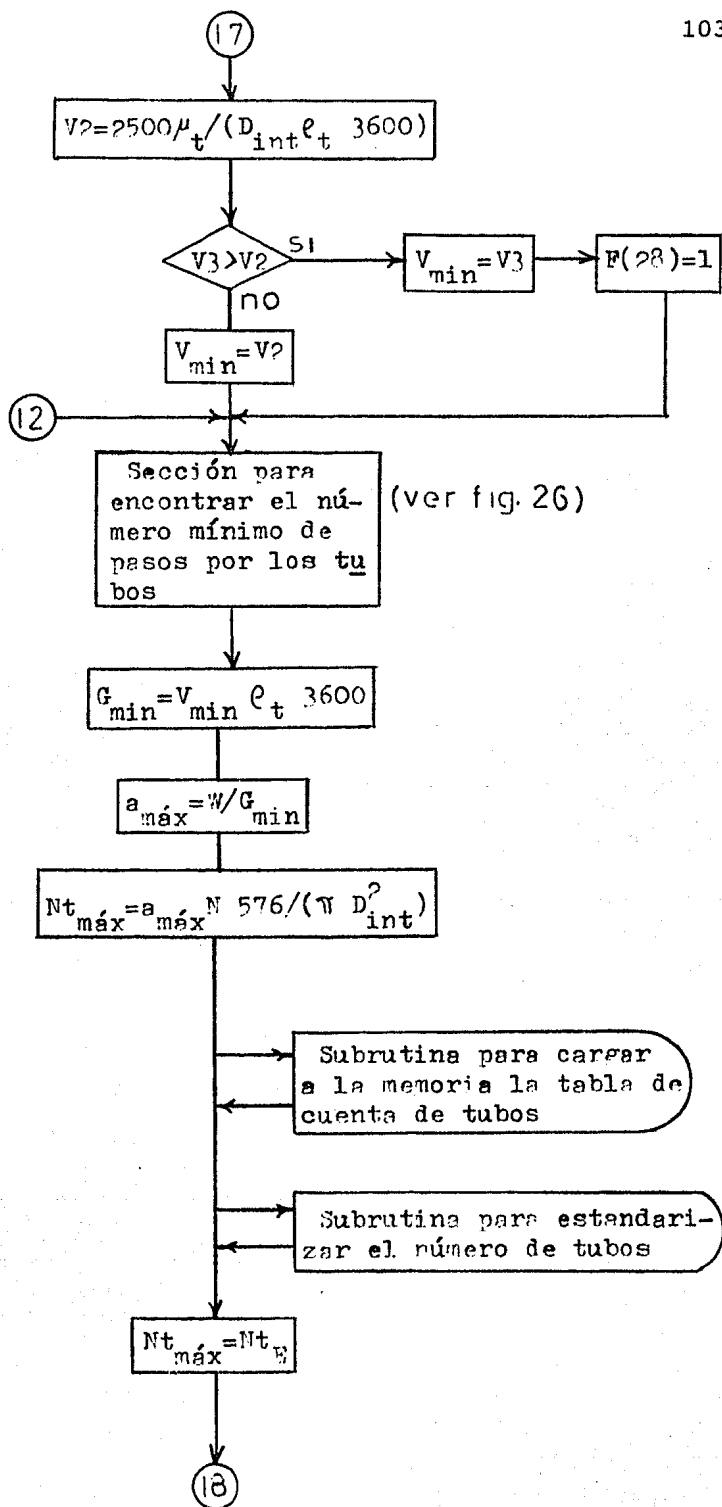 103
17
V2=2500μt/(Dint ρt 3600)
V3>V2
SI
Vmin=V3
F(28)=1
no
Vmin=V2
12
Sección para
encontrar el nú-
mero mínimo de
pasos por los tu
bos
(ver fig. 26)
Gmin=Vmin ρt 3600
amáx=W/Gmin
Ntmáx=amáxN 576/(π D²int)
Subrutina para cargar
a la memoria la tabla de
cuenta de tubos
Subrutina para estandari-
zar el número de tubos
Ntmáx=NtE
18